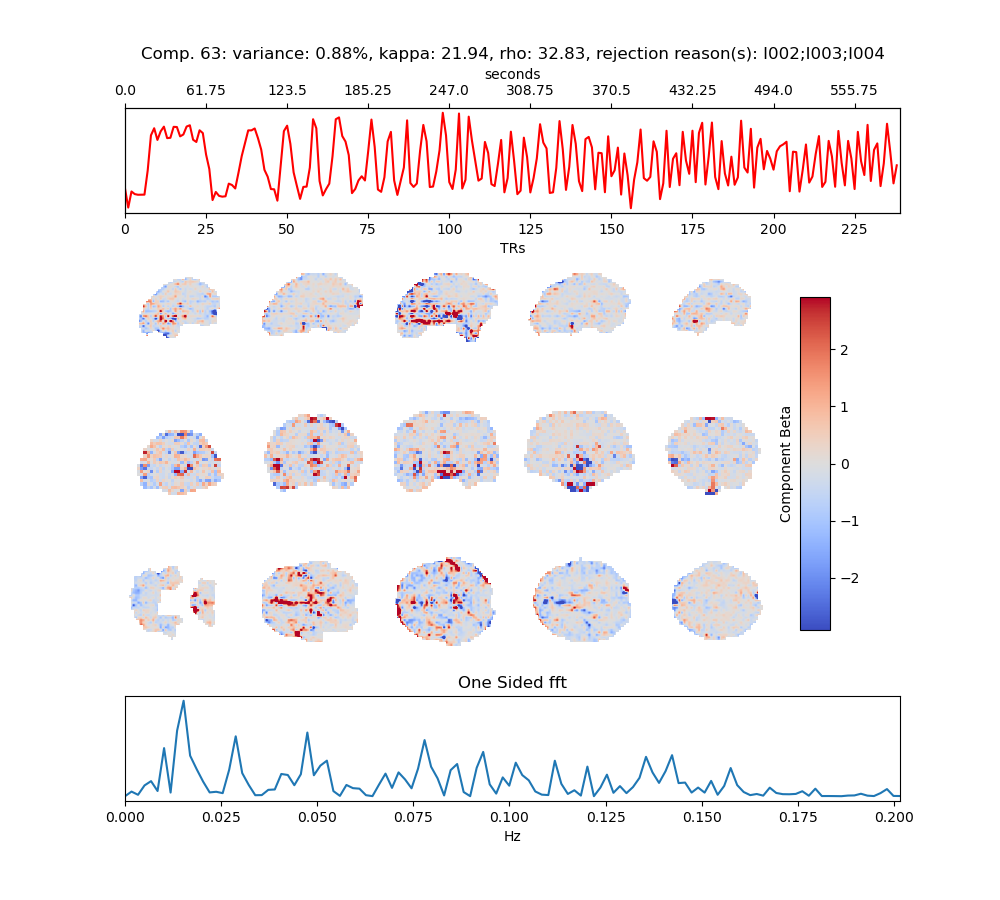 Comp. 63: variance: 0.88%, kappa: 21.94, rho: 32.83, rejection reason(s): I002;I003;I004
seconds
0.0 61.75 123.5 185.25 247.0 308.75 370.5 432.25 494.0 555.75
0 25 50 75 100 125 150 175 200 225
TRs
2
1
0
−1
−2
Component Beta
One Sided fft
0.000 0.025 0.050 0.075 0.100 0.125 0.150 0.175 0.200
Hz